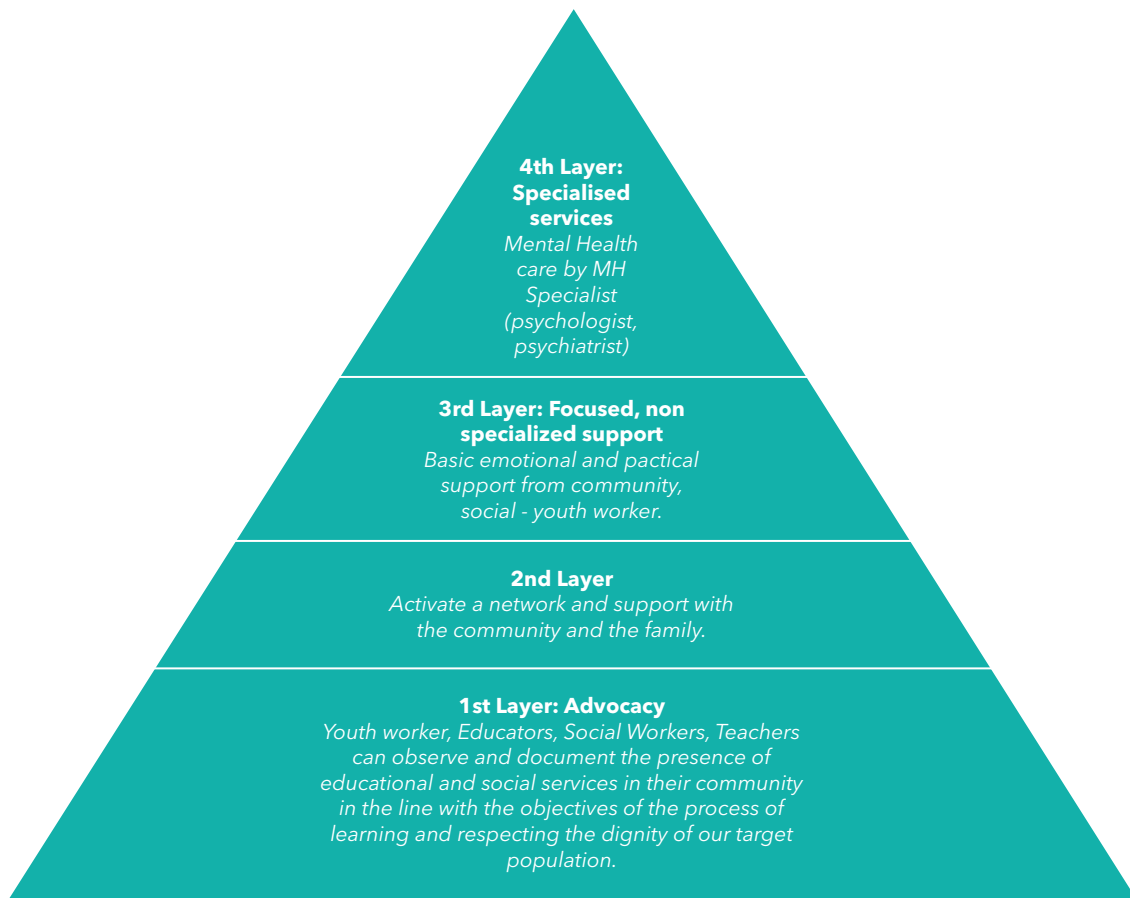 4th Layer:
Specialised
services
Mental Health
care by MH
Specialist
(psychologist,
psychiatrist)
3rd Layer: Focused, non
specialized support
Basic emotional and pactical
support from community,
social - youth worker.
2nd Layer
Activate a network and support with
the community and the family.
1st Layer: Advocacy
Youth worker, Educators, Social Workers, Teachers
can observe and document the presence of
educational and social services in their community
in the line with the objectives of the process of
learning and respecting the dignity of our target
population.